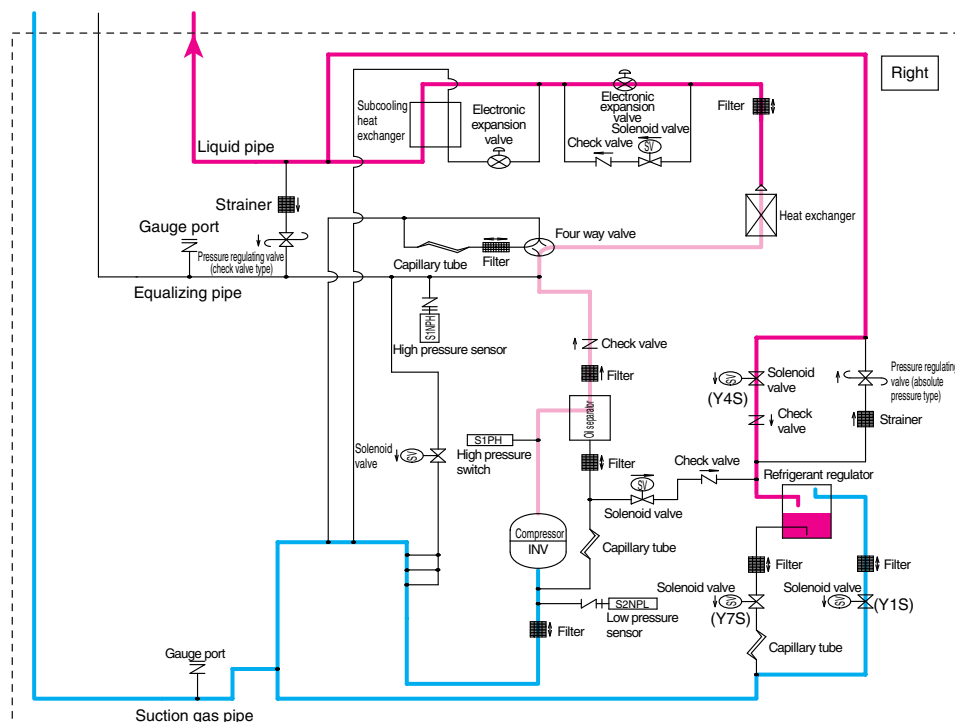 Right
Subcooling
heat
exchanger
Electronic
expansion
valve
Electronic
expansion
valve
Solenoid valve
Check valve
SV
Filter
Liquid pipe
Strainer
Gauge port
Pressure regulating valve
(check valve type)
Equalizing pipe
Capillary tube
Filter
Four way valve
Heat exchanger
S1NPH
High pressure sensor
Check valve
Filter
Oil separator
S1PH
High pressure
switch
Solenoid
valve
SV
Filter
SV
Solenoid valve
Check valve
SV
Solenoid
valve
(Y4S)
Check
valve
Pressure regulating
valve (absolute
pressure type)
Strainer
Refrigerant regulator
Compressor
INV
Capillary tube
Filter
Filter
Solenoid valve
SV
(Y7S)
Solenoid valve
SV
(Y1S)
S2NPL
Low pressure
sensor
Filter
Capillary tube
Gauge port
Suction gas pipe